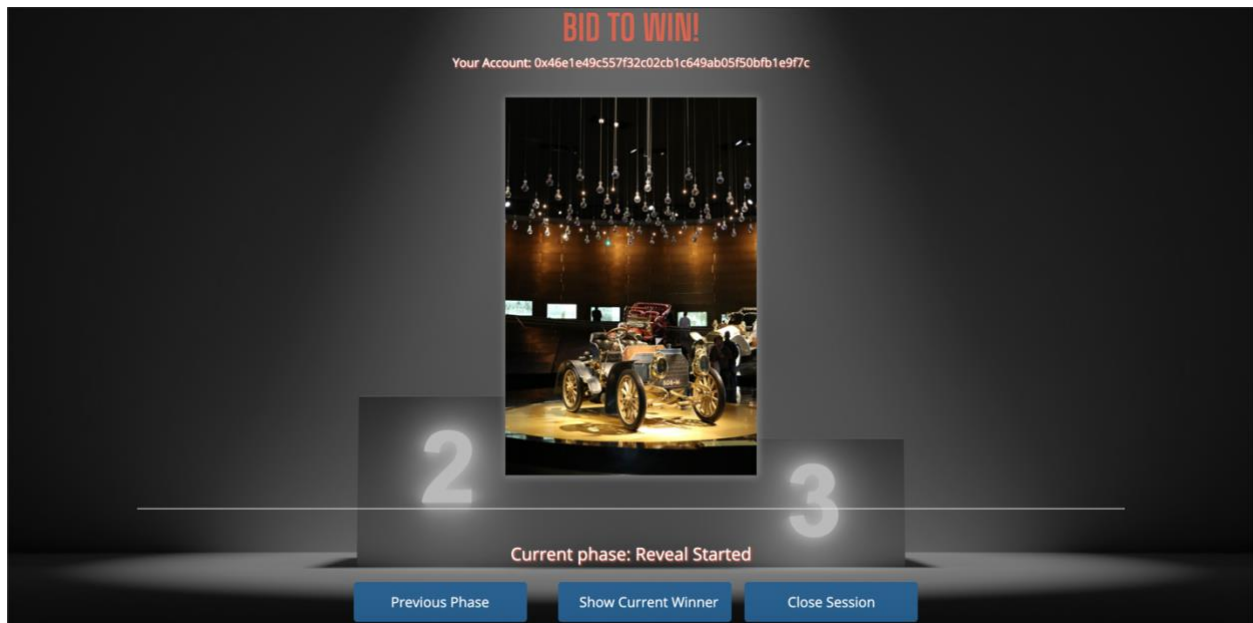 BID TO WIN!
Your Account: 0x46e1e49c557f32c02cb1c649ab05f50bfb1e9f7c
2
3
Current phase: Reveal Started
Previous Phase
Show Current Winner
Close Session